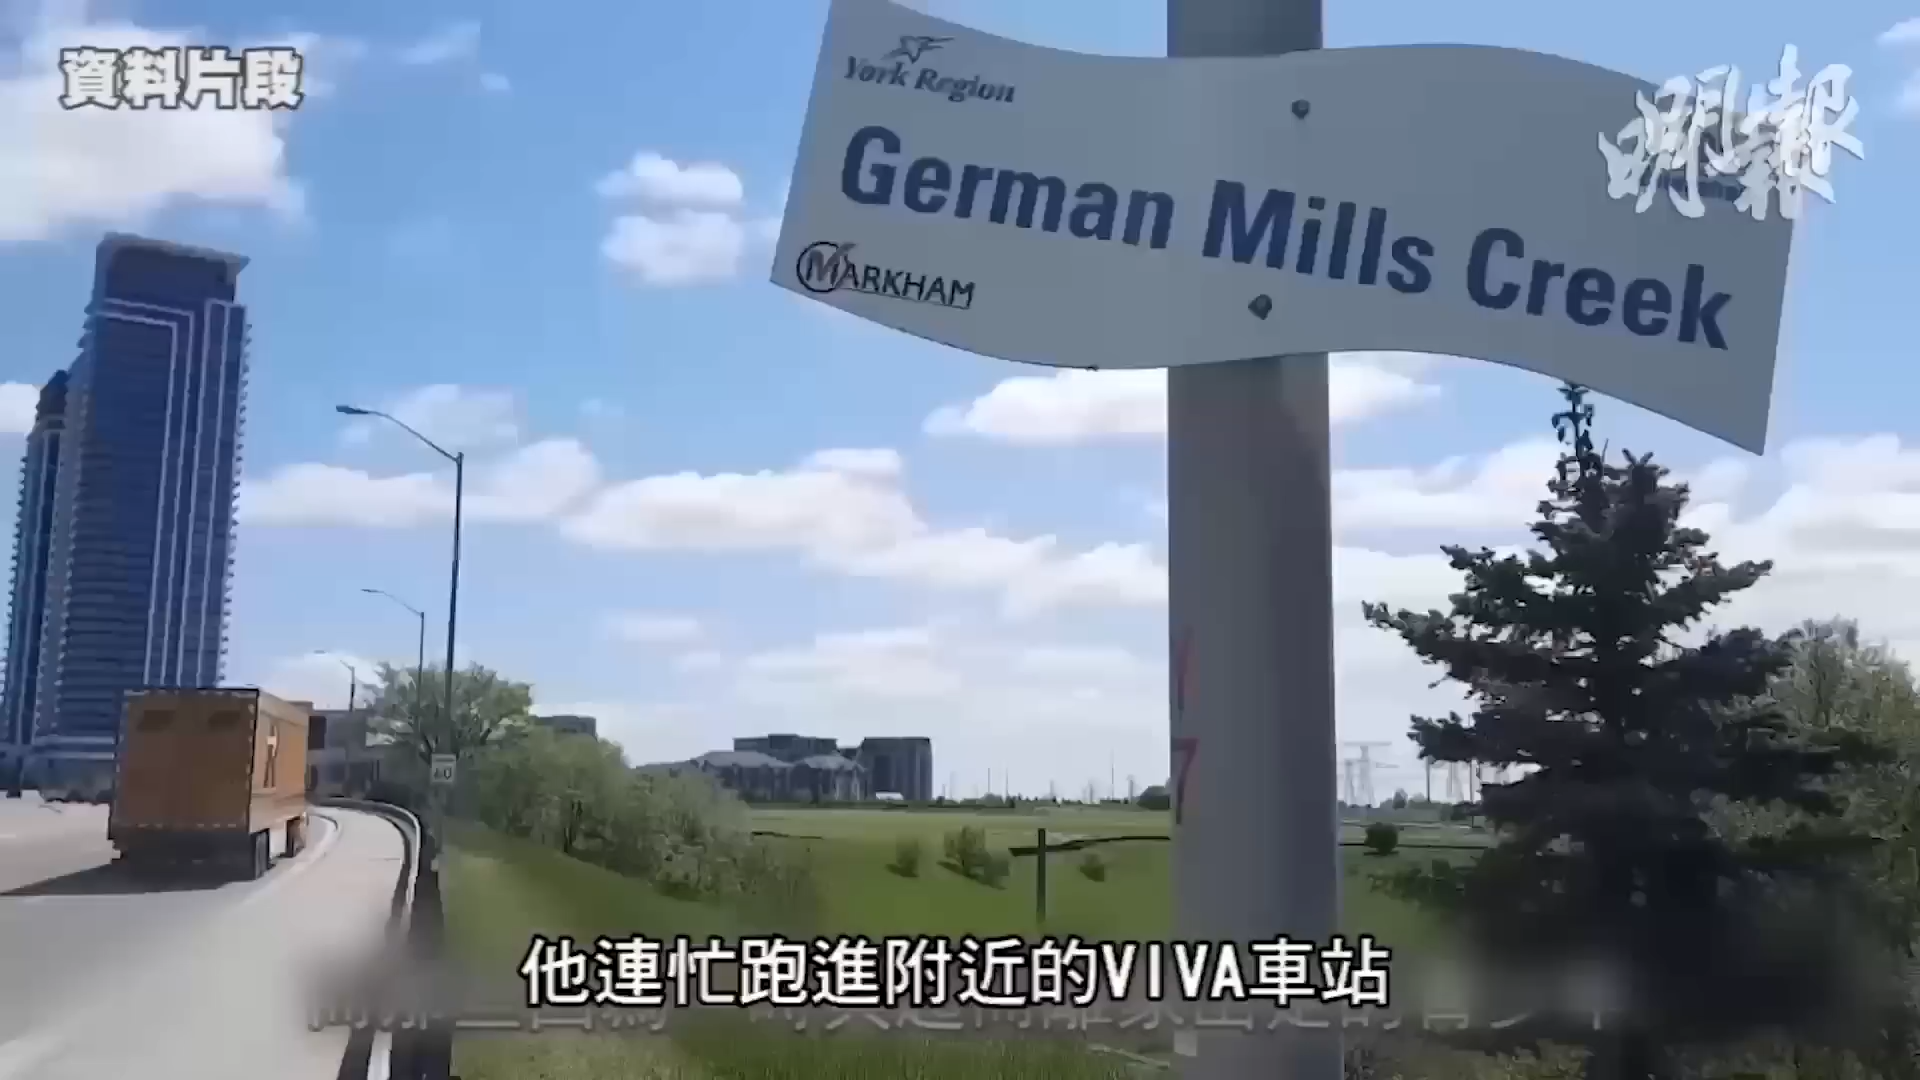 資料片段
明報
York Region
German Mills Creek
MARKHAM
60
他連忙跑進附近的VIVA車站